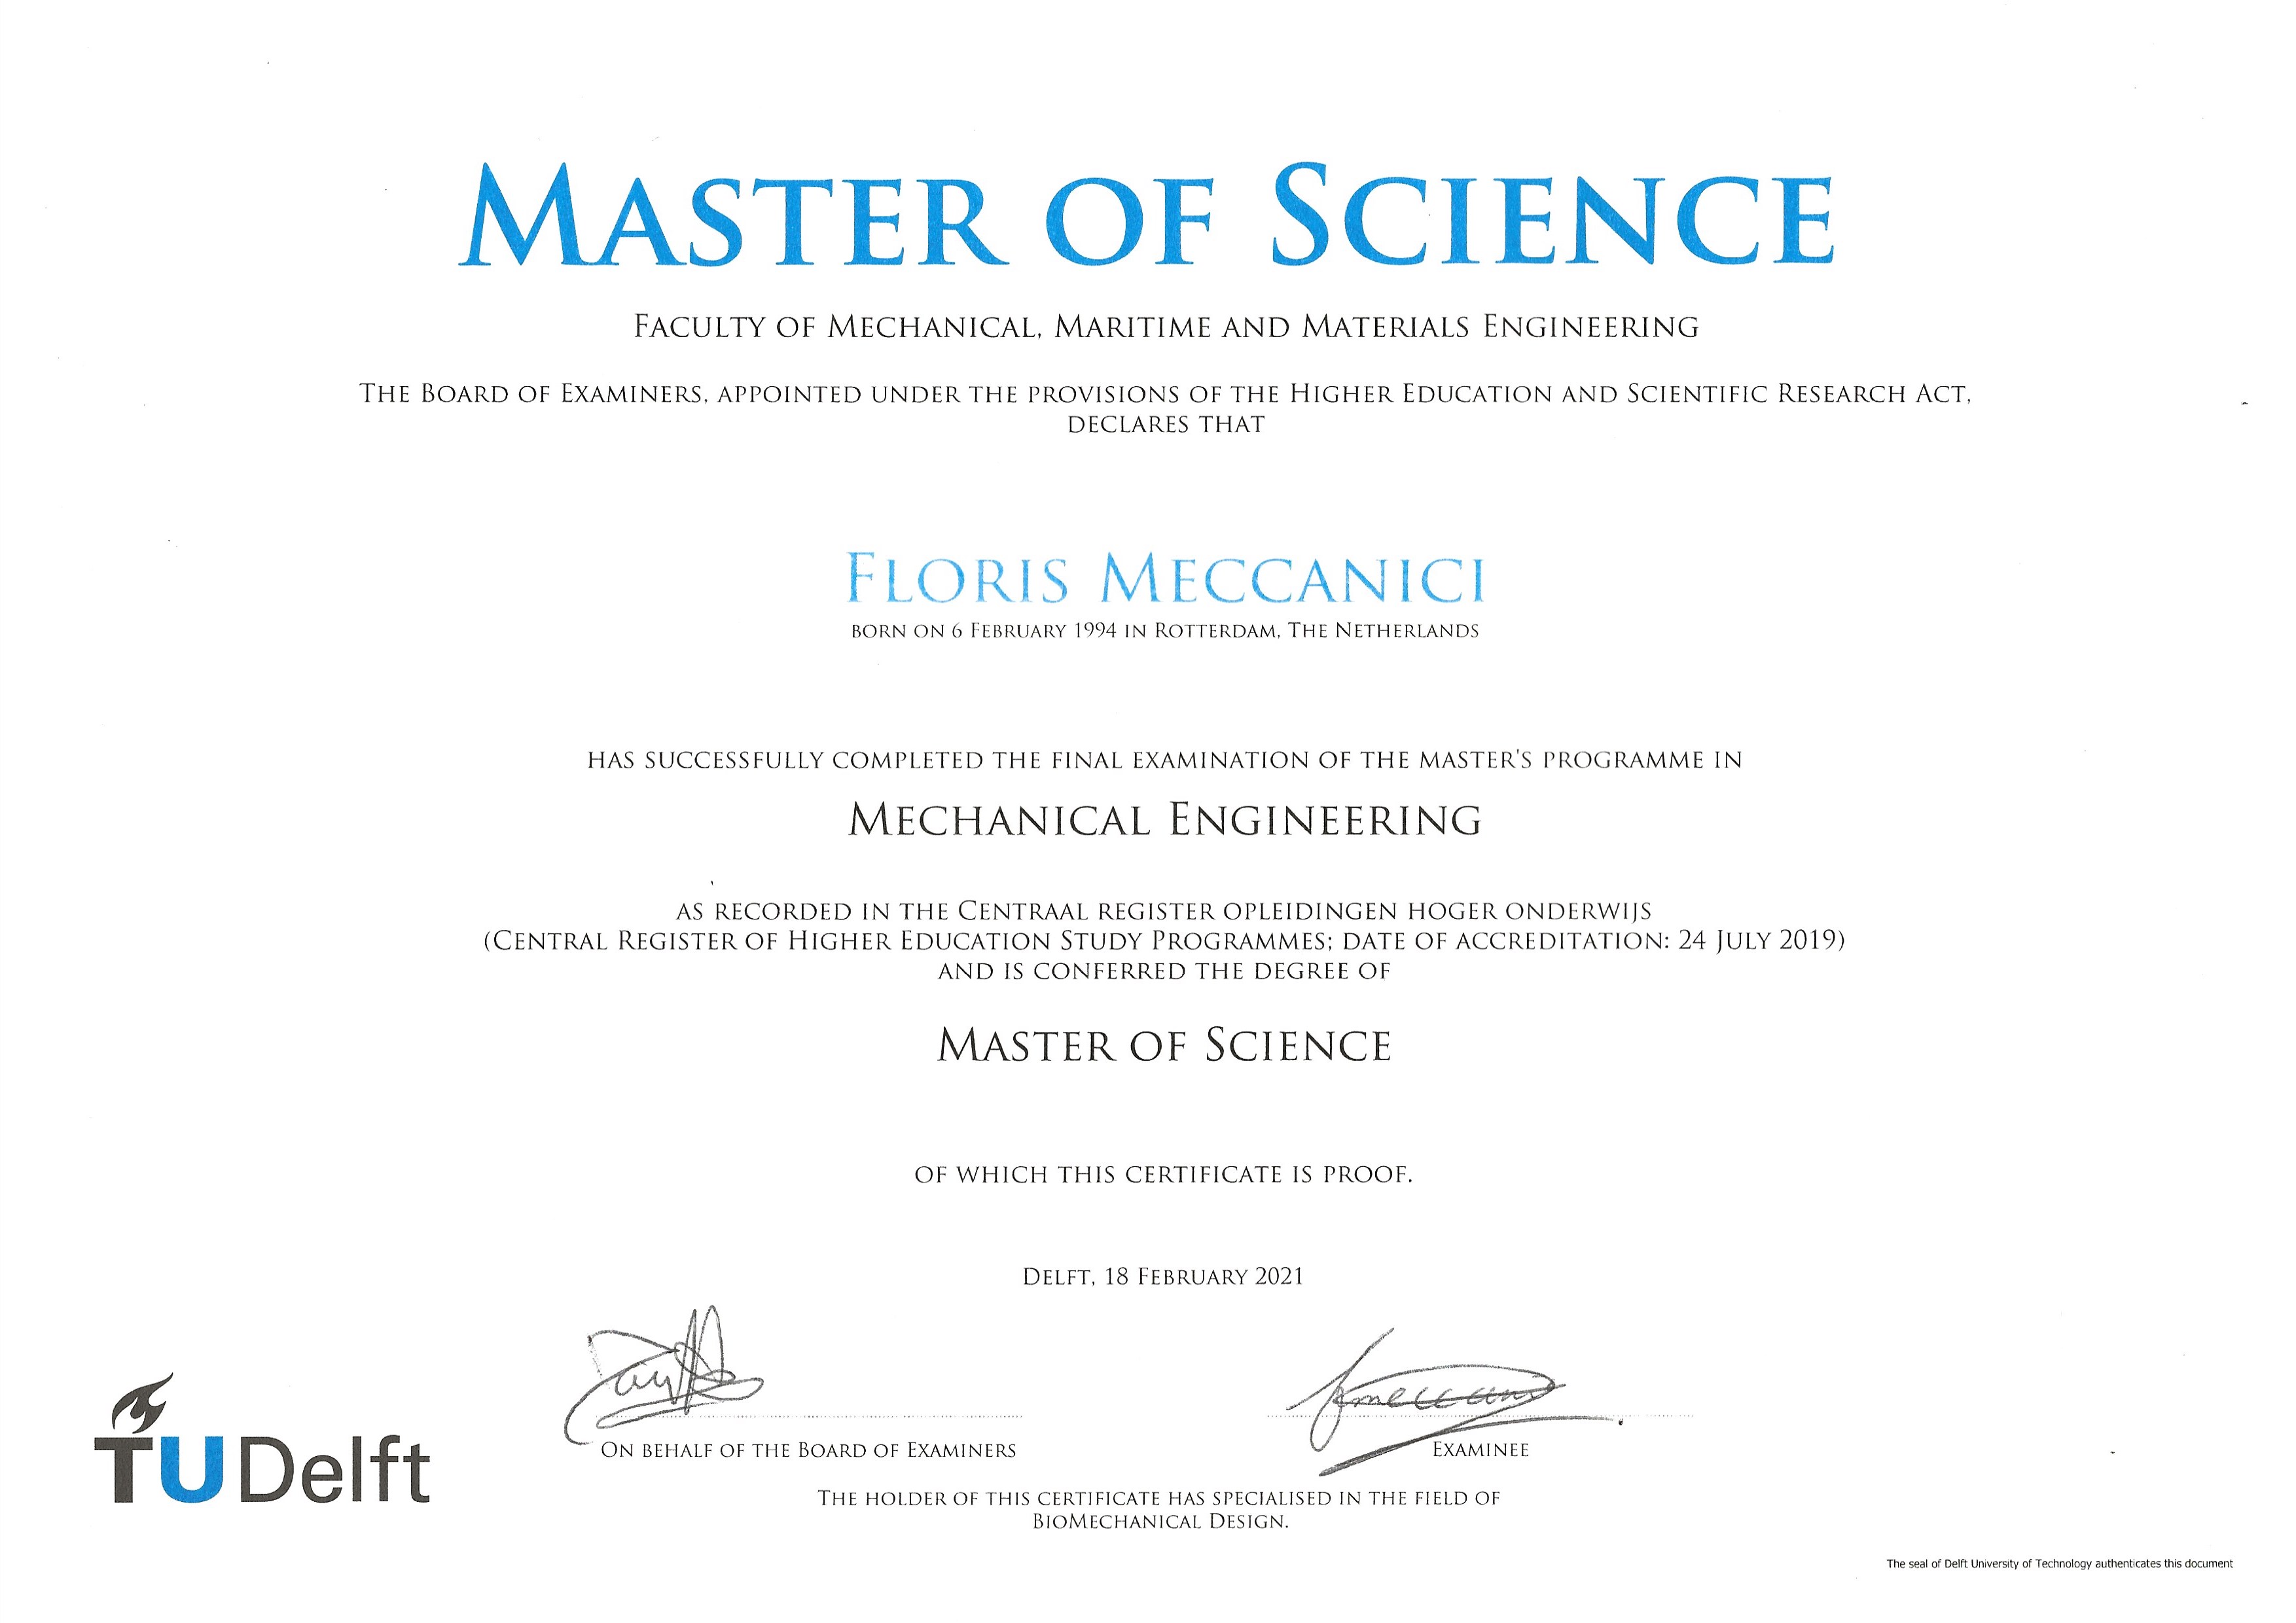 Master of Science
Faculty of Mechanical, Maritime and Materials Engineering
The Board of Examiners, appointed under the provisions of the Higher Education and Scientific Research Act,
declares that
Floris Meccanici
born on 6 February 1994 in Rotterdam, The Netherlands
has successfully completed the final examination of the master's programme in
Mechanical Engineering
as recorded in the Centraal register opleidingen hoger onderwijs
(Central Register of Higher Education Study Programmes; date of accreditation: 24 July 2019)
and is conferred the degree of
Master of Science
of which this certificate is proof.
Delft, 18 February 2021
On behalf of the Board of Examiners
Examinee
TU Delft
The holder of this certificate has specialised in the field of
BioMechanical Design.
The seal of Delft University of Technology authenticates this document